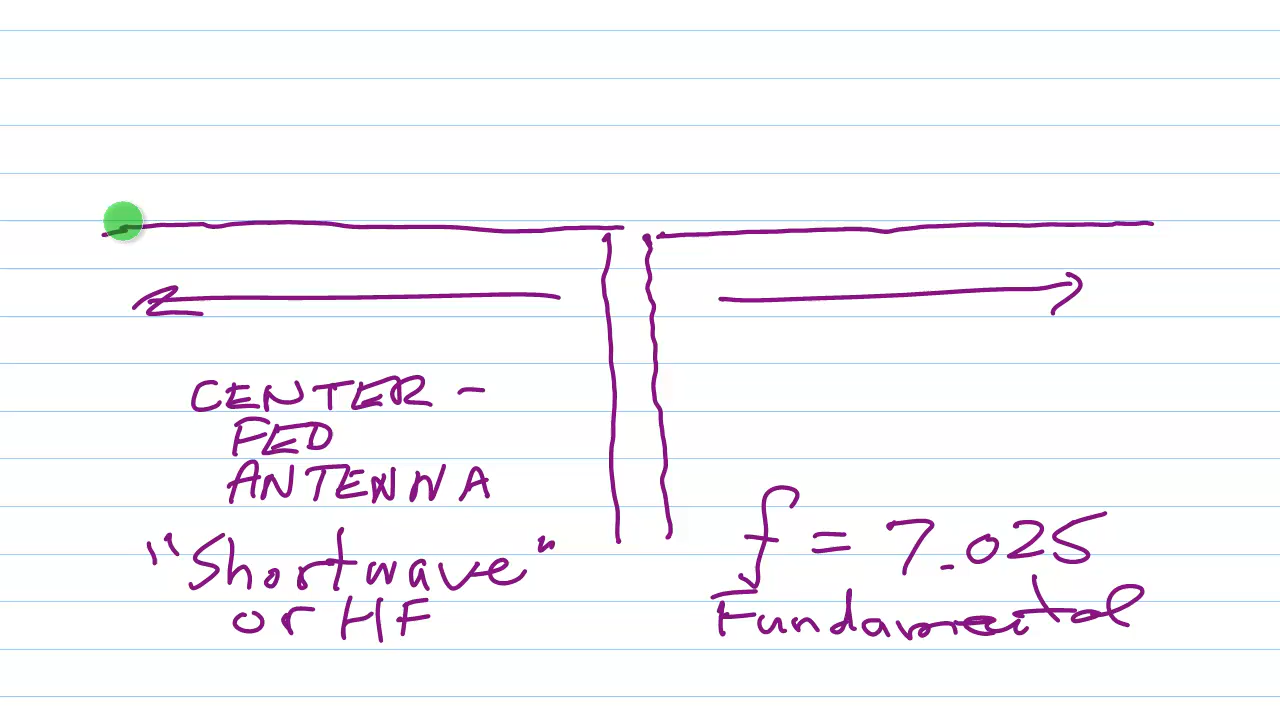 CENTER-
FED
ANTENNA
"Shortwave"
or HF
f = 7.025
Fundamental